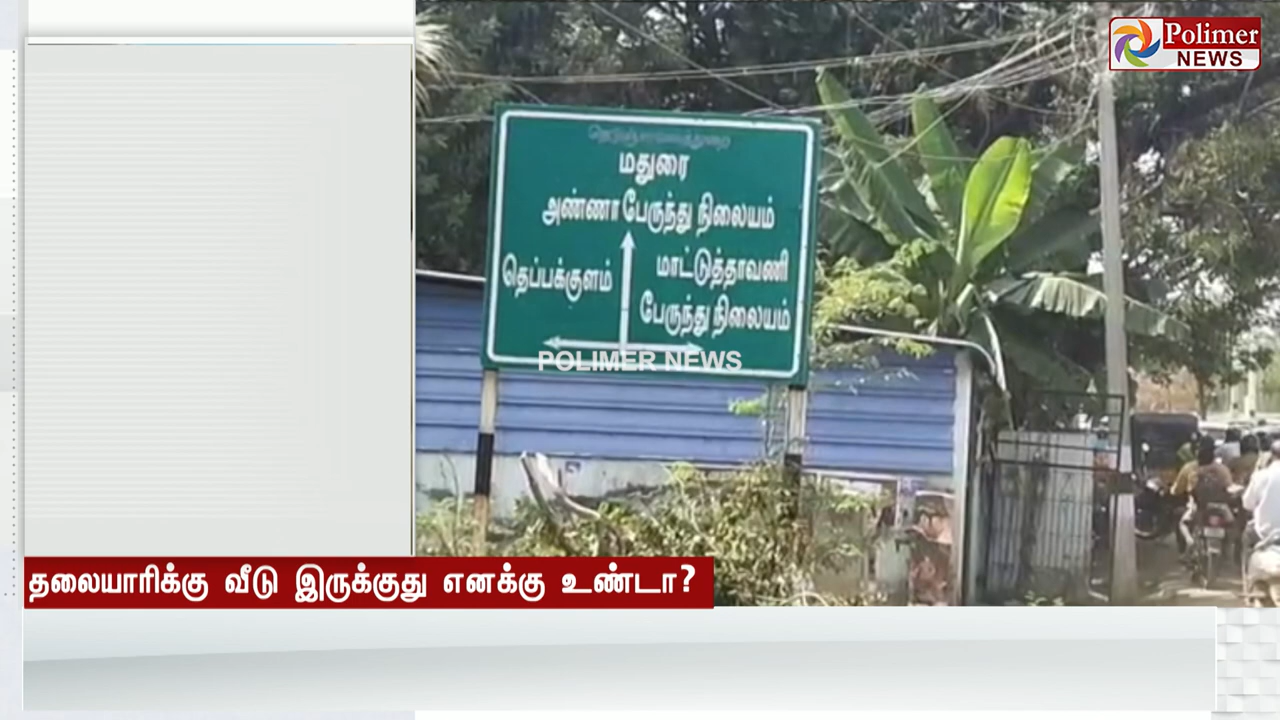 Polimer
NEWS
மதுரை
அண்ணா பேருந்து நிலையம்
தெப்பக்குளம்
மாட்டுத்தாவணி
பேருந்து நிலையம்
POLIMER NEWS
தலையாரிக்கு வீடு இருக்குது எனக்கு உண்டா?